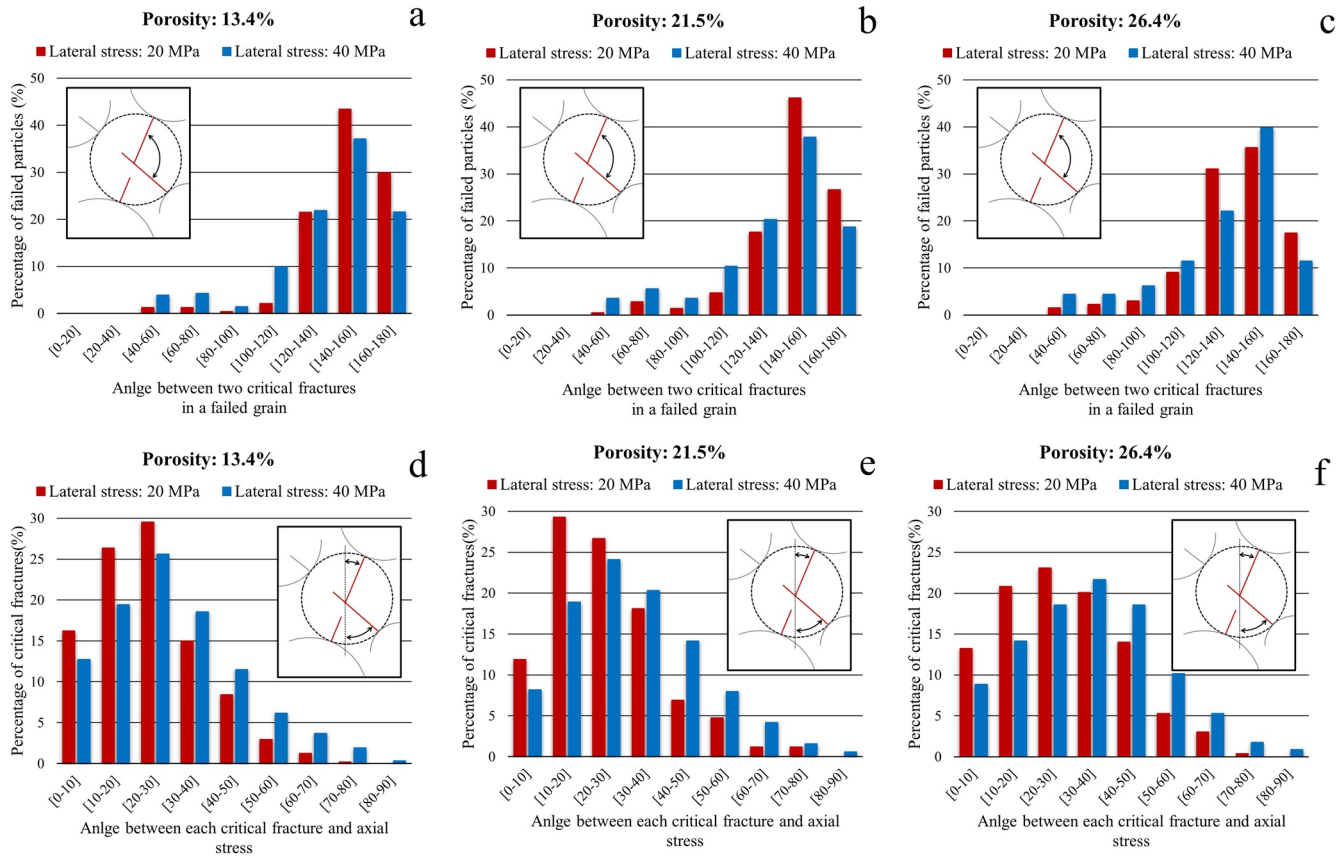 a
Porosity: 13.4%
Lateral stress: 20 MPa Lateral stress: 40 MPa
Percentage of failed particles (%)
50
40
30
20
10
0
[0-20] [20-40] [40-60] [60-80] [80-100] [100-120] [120-140] [140-160] [160-180]
Anlge between two critical fractures
in a failed grain
b
Porosity: 21.5%
Lateral stress: 20 MPa Lateral stress: 40 MPa
Percentage of failed particles (%)
50
40
30
20
10
0
[0-20] [20-40] [40-60] [60-80] [80-100] [100-120] [120-140] [140-160] [160-180]
Anlge between two critical fractures
in a failed grain
c
Porosity: 26.4%
Lateral stress: 20 MPa Lateral stress: 40 MPa
Percentage of failed particles (%)
50
40
30
20
10
0
[0-20] [20-40] [40-60] [60-80] [80-100] [100-120] [120-140] [140-160] [160-180]
Anlge between two critical fractures
in a failed grain
d
Porosity: 13.4%
Lateral stress: 20 MPa Lateral stress: 40 MPa
Percentage of critical fractures(%)
30
25
20
15
10
5
0
[0-10] [10-20] [20-30] [30-40] [40-50] [50-60] [60-70] [70-80] [80-90]
Anlge between each critical fracture and axial
stress
e
Porosity: 21.5%
Lateral stress: 20 MPa Lateral stress: 40 MPa
Percentage of critical fractures(%)
30
25
20
15
10
5
0
[0-10] [10-20] [20-30] [30-40] [40-50] [50-60] [60-70] [70-80] [80-90]
Anlge between each critical fracture and axial
stress
f
Porosity: 26.4%
Lateral stress: 20 MPa Lateral stress: 40 MPa
Percentage of critical fractures(%)
30
25
20
15
10
5
0
[0-10] [10-20] [20-30] [30-40] [40-50] [50-60] [60-70] [70-80] [80-90]
Anlge between each critical fracture and axial
stress